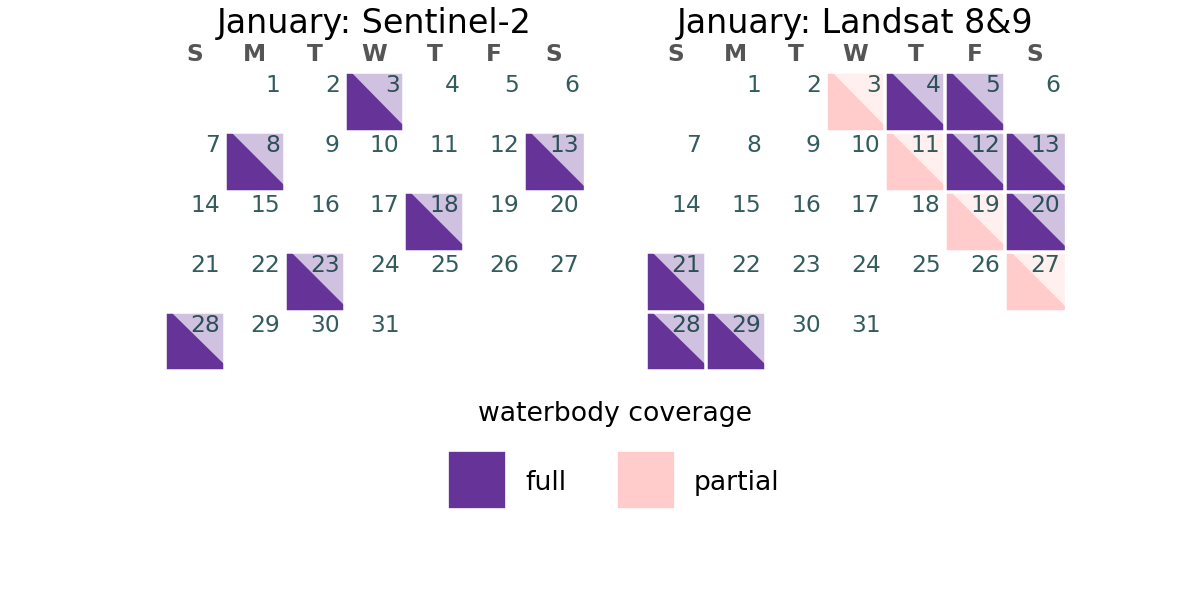 January: Sentinel-2
S M T W T F S
1 2 3 4 5 6
7 8 9 10 11 12 13
14 15 16 17 18 19 20
21 22 23 24 25 26 27
28 29 30 31
January: Landsat 8&9
S M T W T F S
1 2 3 4 5 6
7 8 9 10 11 12 13
14 15 16 17 18 19 20
21 22 23 24 25 26 27
28 29 30 31
waterbody coverage
full partial